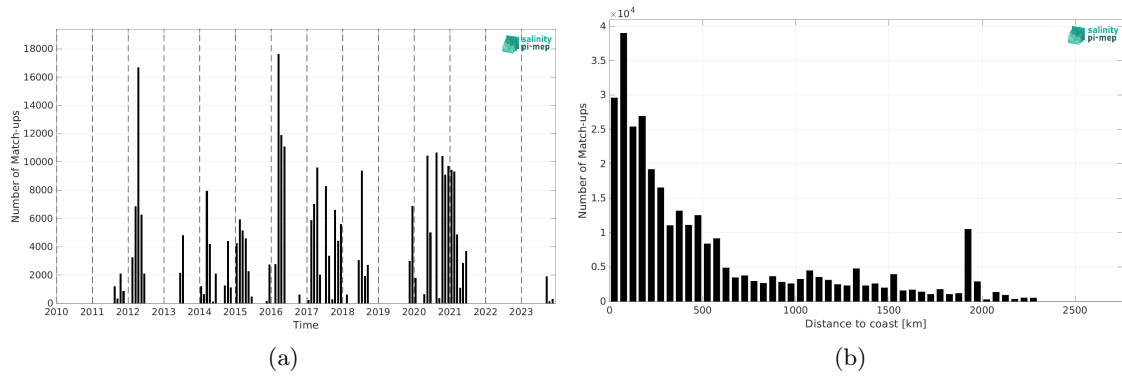 salinity
pi-mep
18000
16000
14000
12000
10000
8000
6000
4000
2000
0
Number of Match-ups
2010 2011 2012 2013 2014 2015 2016 2017 2018 2019 2020 2021 2022 2023
Time
(a)
×10⁴
salinity
pi-mep
4
3.5
3
2.5
2
1.5
1
0.5
0
Number of Match-ups
0 500 1000 1500 2000 2500
Distance to coast [km]
(b)